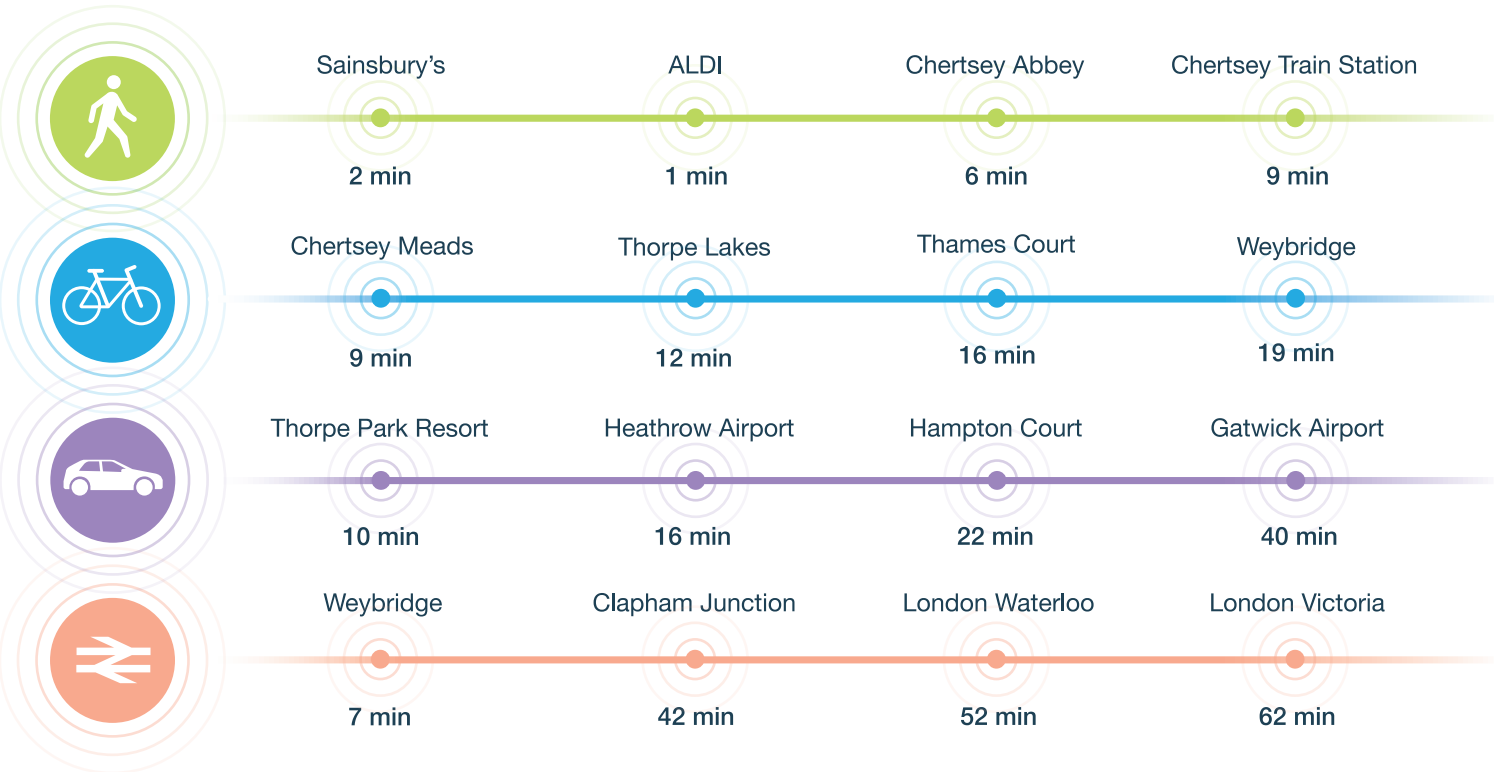 Sainsbury’s
ALDI
Chertsey Abbey
Chertsey Train Station
2 min
1 min
6 min
9 min
Chertsey Meads
Thorpe Lakes
Thames Court
Weybridge
9 min
12 min
16 min
19 min
Thorpe Park Resort
Heathrow Airport
Hampton Court
Gatwick Airport
10 min
16 min
22 min
40 min
Weybridge
Clapham Junction
London Waterloo
London Victoria
7 min
42 min
52 min
62 min